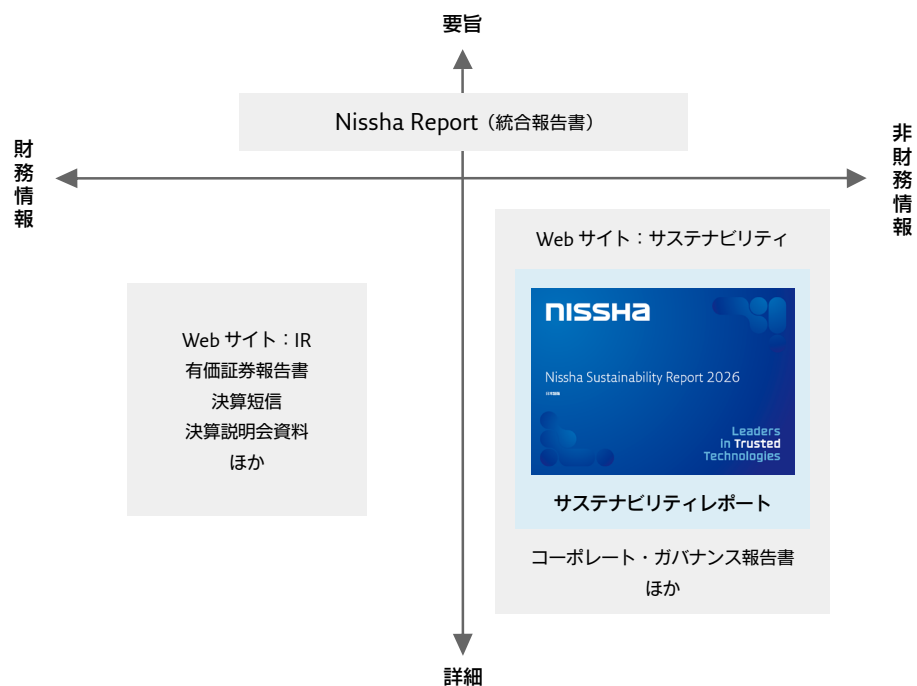 要旨
Nissha Report（統合報告書）
財務情報
非財務情報
Web サイト：サステナビリティ
NISSHA
Nissha Sustainability Report 2026
日本語版
Leaders
in Trusted
Technologies
サステナビリティレポート
コーポレート・ガバナンス報告書
ほか
Web サイト：IR
有価証券報告書
決算短信
決算説明会資料
ほか
詳細